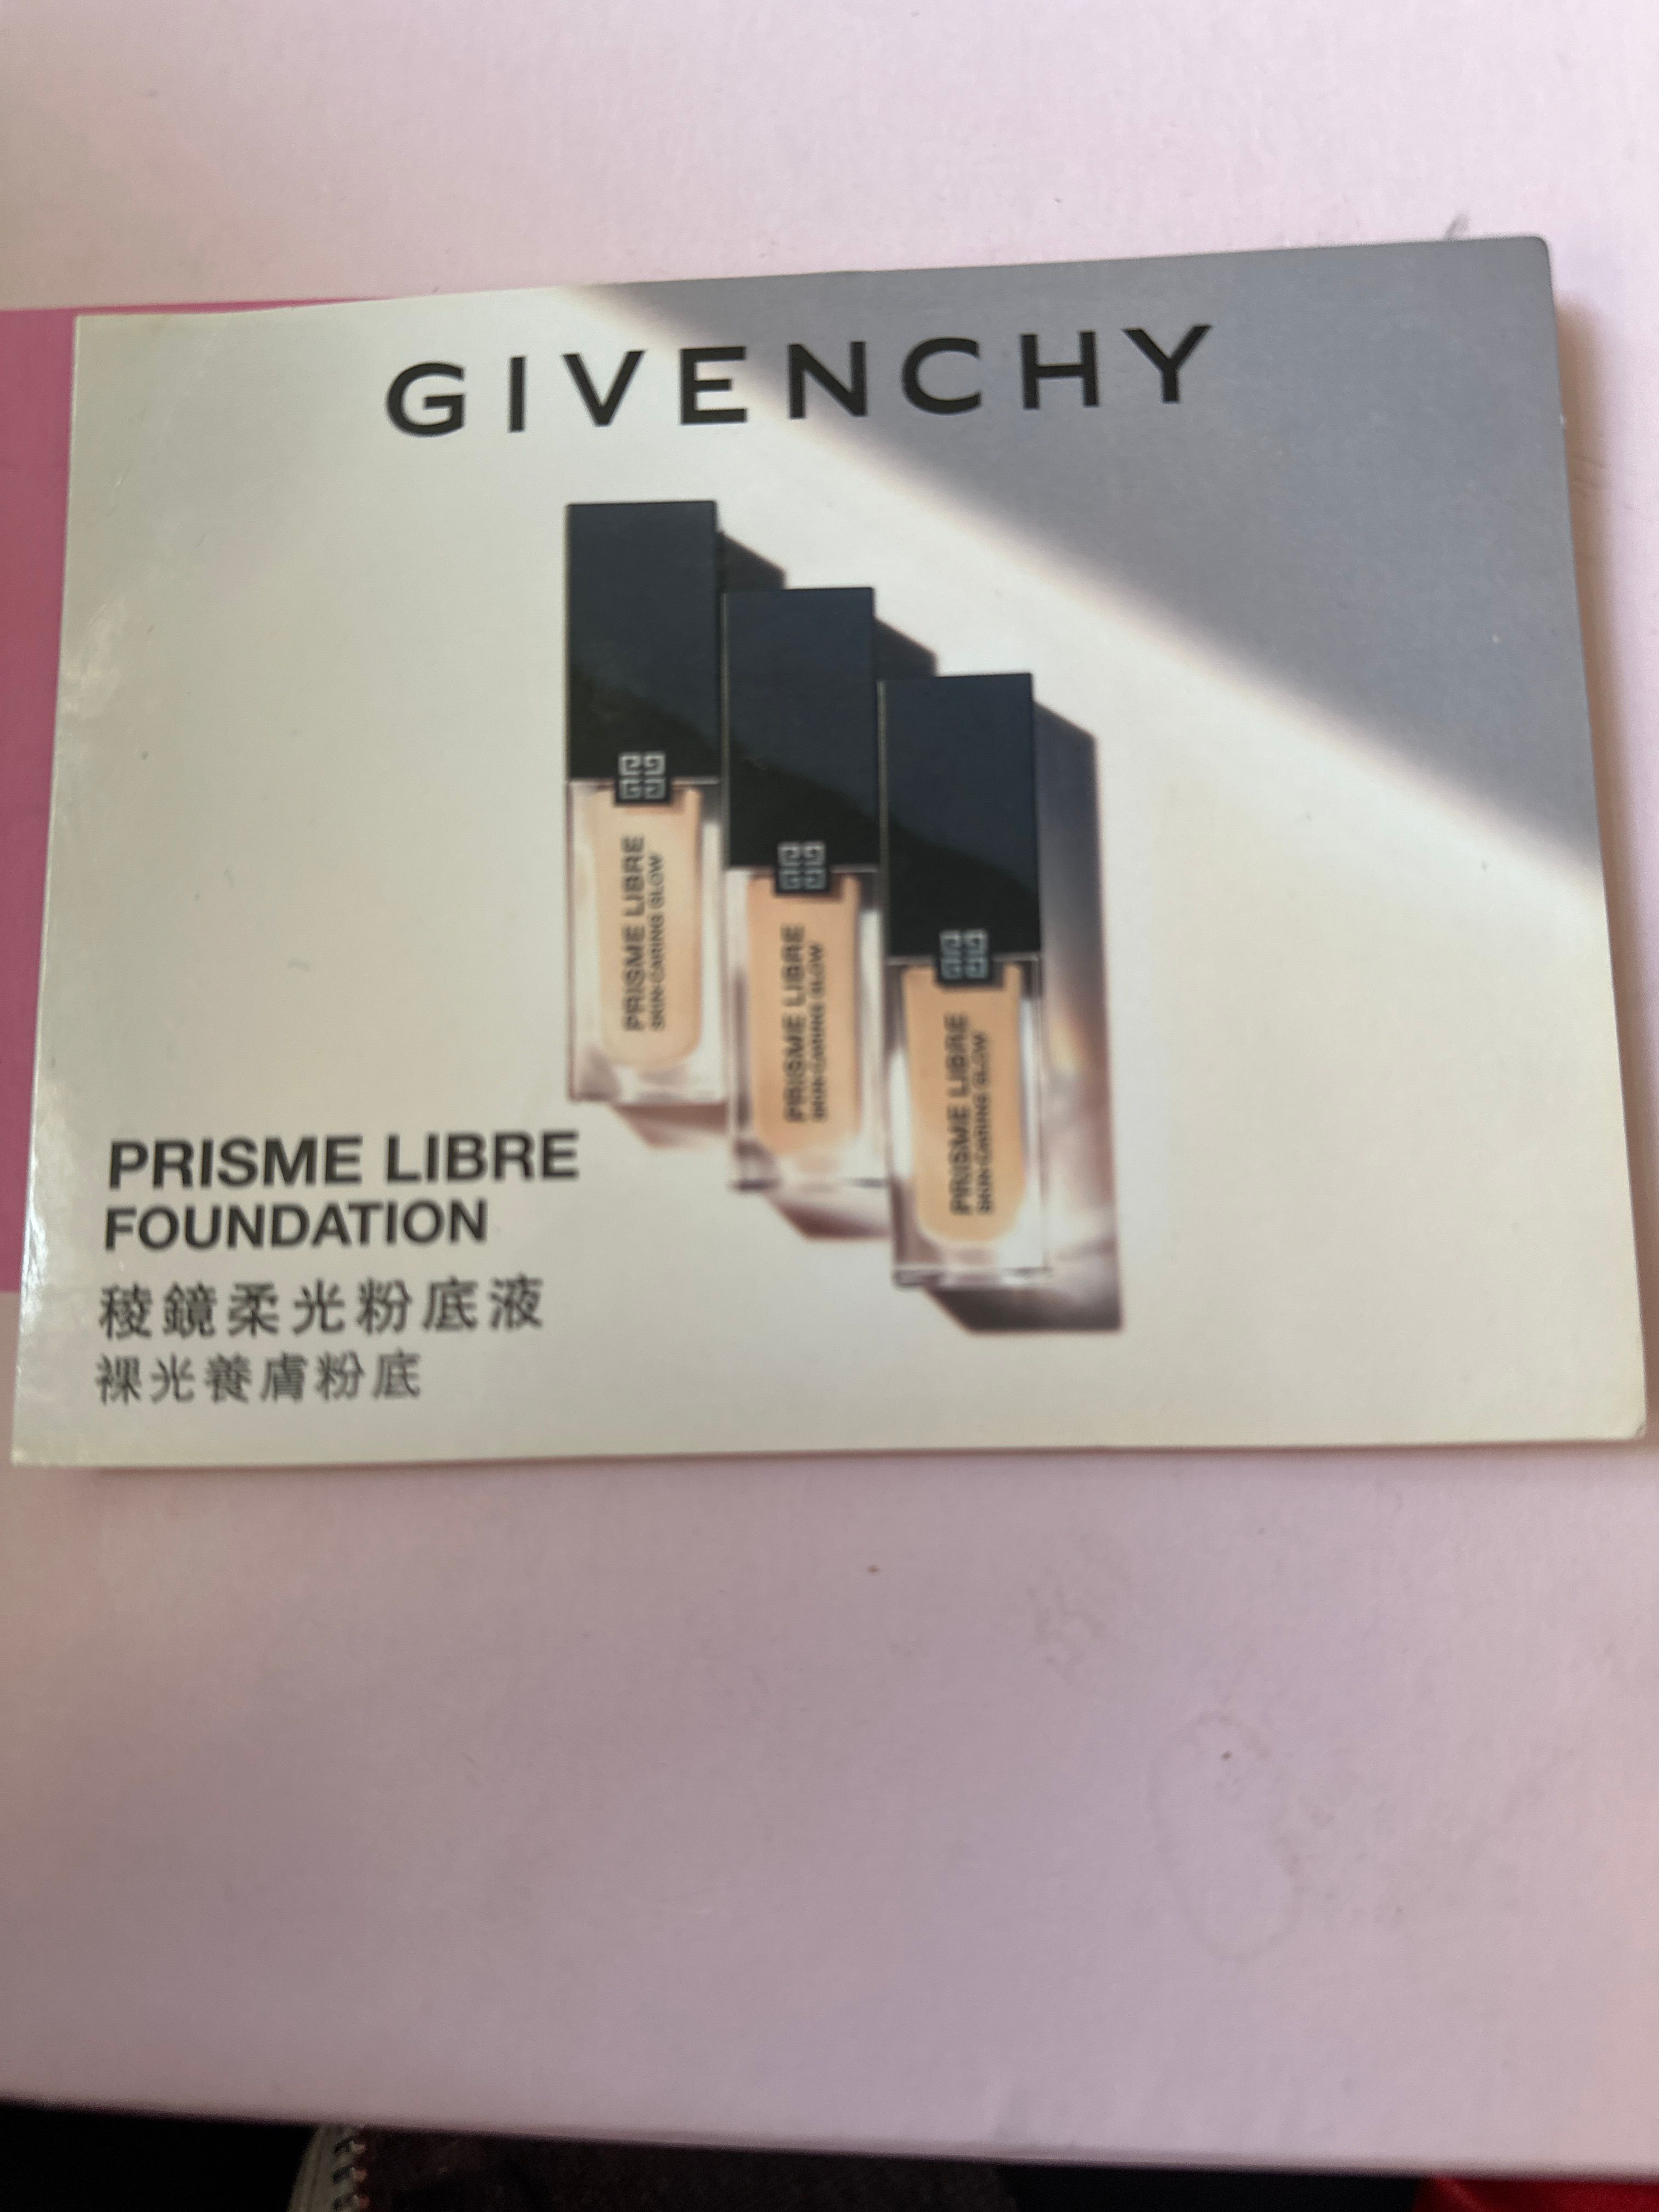 GIVENCHY
PRISME LIBRE
SKIN-CARING GLOW
PRISME LIBRE
SKIN-CARING GLOW
PRISME LIBRE
SKIN-CARING GLOW
PRISME LIBRE
FOUNDATION
稜鏡柔光粉底液
裸光養膚粉底